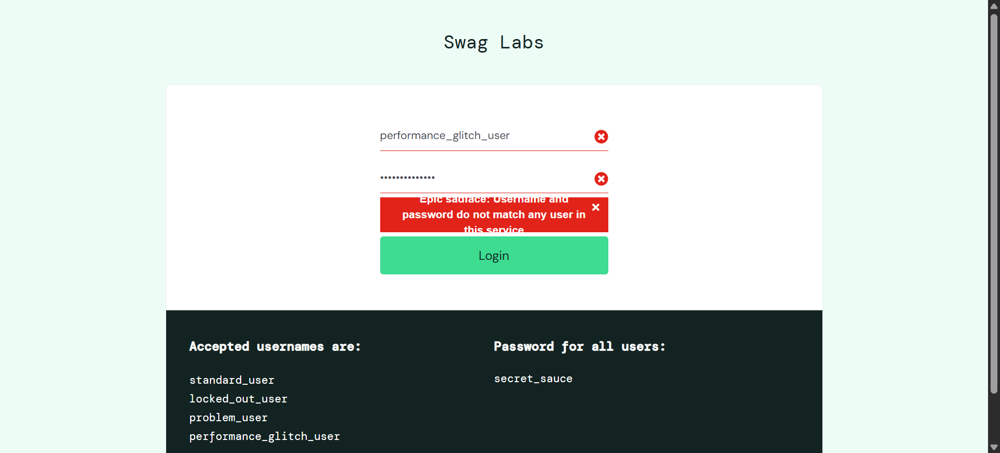 Swag Labs
performance_glitch_user
••••••••••••••
Epic sadface: Username and
password do not match any user in
this service
Login
Accepted usernames are:
standard_user
locked_out_user
problem_user
performance_glitch_user
Password for all users:
secret_sauce